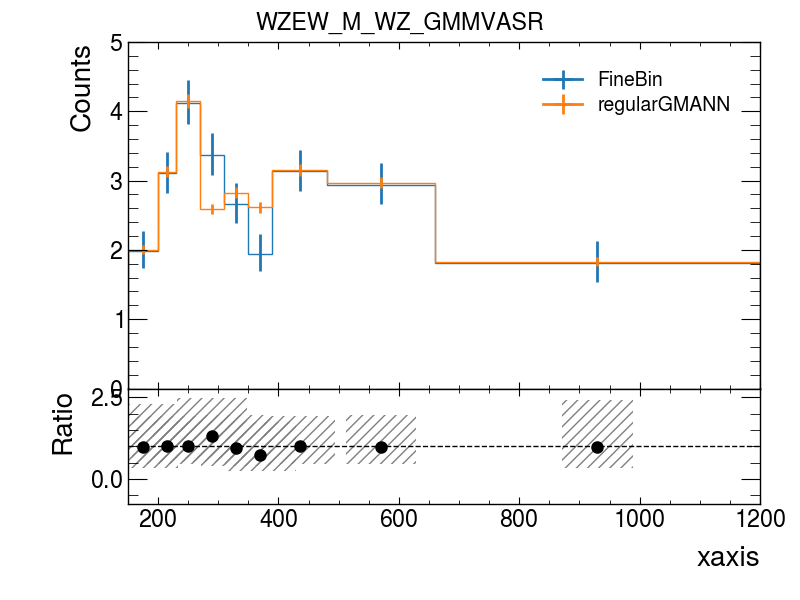 WZEW_M_WZ_GMMVASR
Counts
5
4
3
2
1
0
FineBin
regularGMANN
Ratio
2.5
0.0
200 400 600 800 1000 1200
xaxis